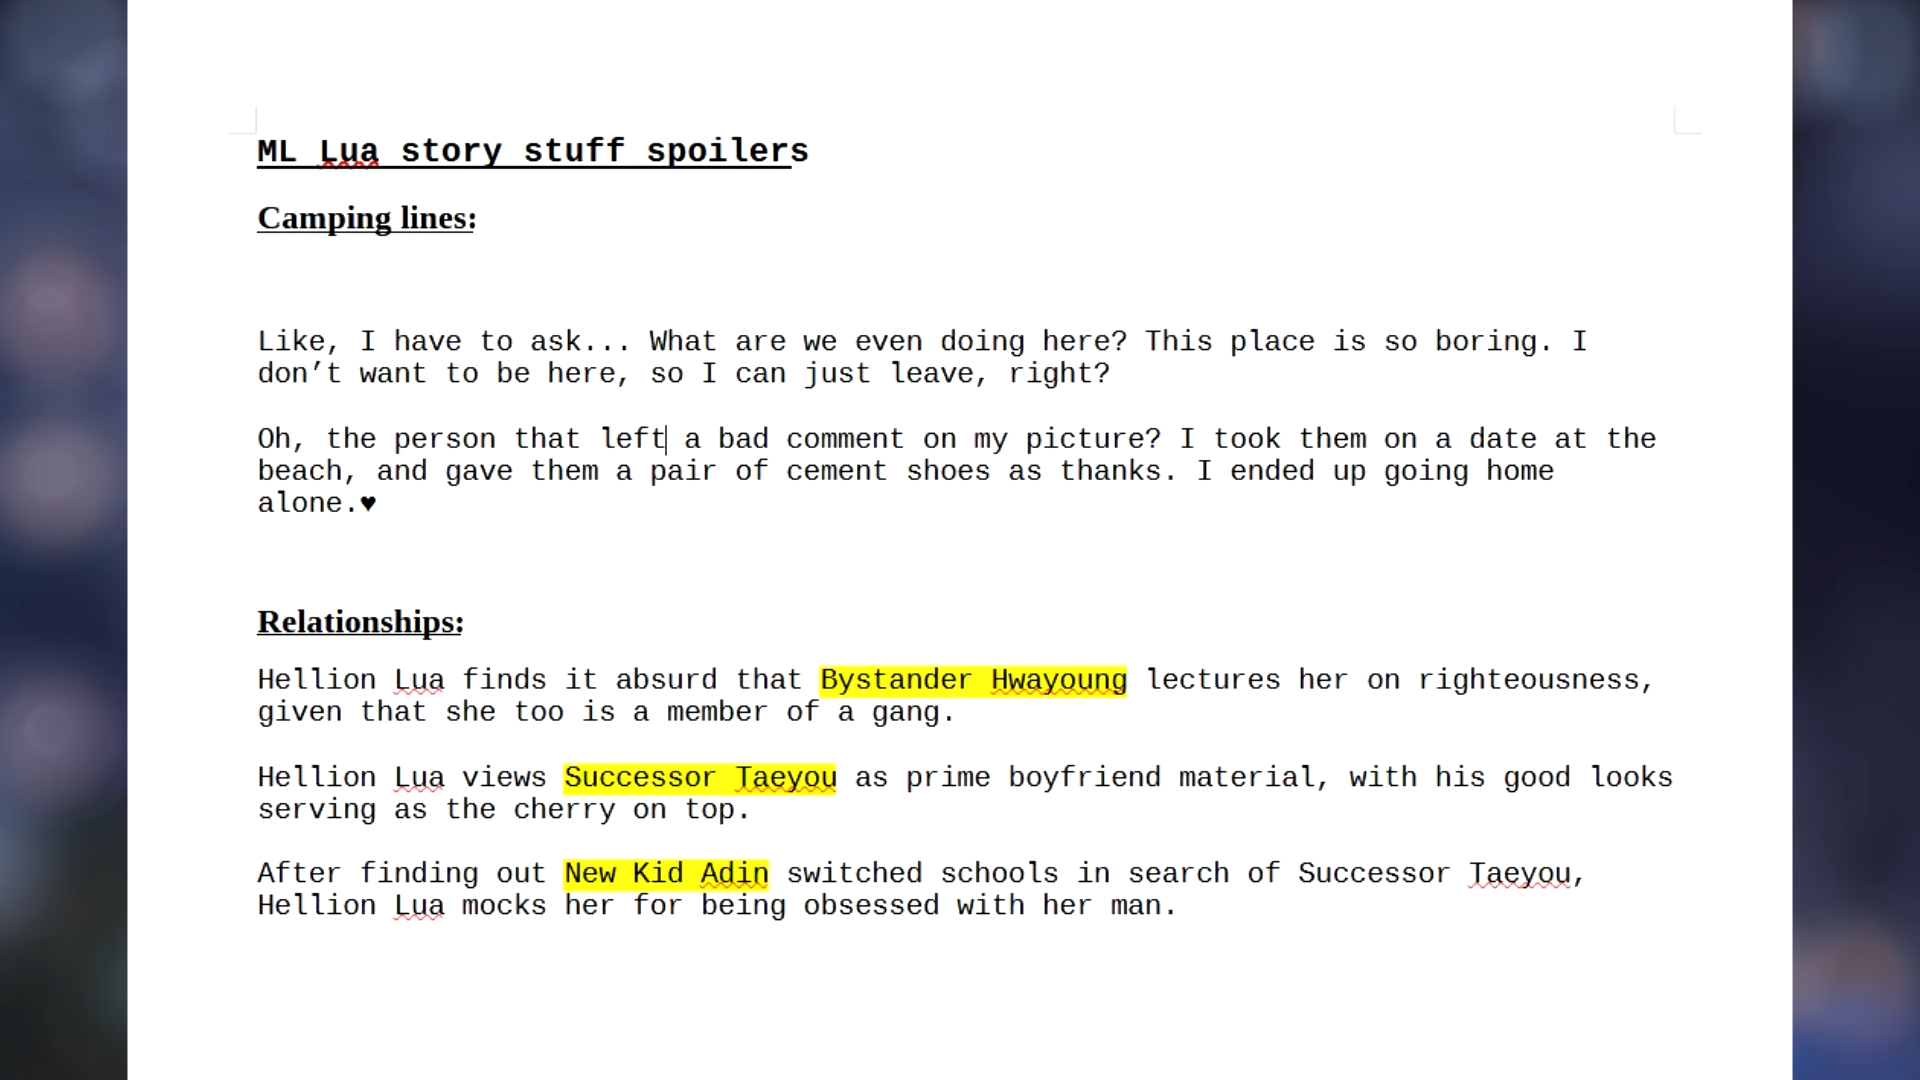 ML Lua story stuff spoilers
Camping lines:
Like, I have to ask... What are we even doing here? This place is so boring. I
don’t want to be here, so I can just leave, right?
Oh, the person that left a bad comment on my picture? I took them on a date at the
beach, and gave them a pair of cement shoes as thanks. I ended up going home
alone.♥
Relationships:
Hellion Lua finds it absurd that Bystander Hwayoung lectures her on righteousness,
given that she too is a member of a gang.
Hellion Lua views Successor Taeyou as prime boyfriend material, with his good looks
serving as the cherry on top.
After finding out New Kid Adin switched schools in search of Successor Taeyou,
Hellion Lua mocks her for being obsessed with her man.